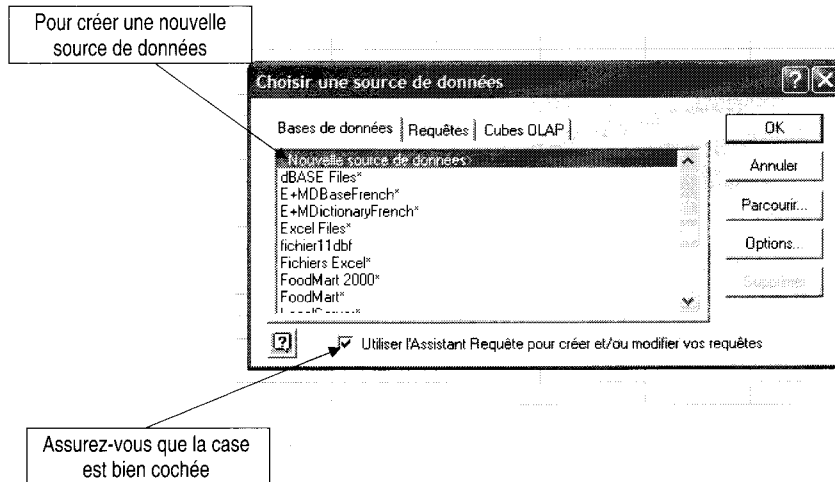 Pour créer une nouvelle
source de données
Choisir une source de données
Bases de données
Requêtes
Cubes OLAP
OK
Annuler
Parcourir...
Options...
Supprimer
<Nouvelle source de données>
dBASE Files*
E+MDBaseFrench*
E+MDictionaryFrench*
Excel Files*
fichier11dbf
Fichiers Excel*
FoodMart 2000*
FoodMart*
LocalServer*
Utiliser l'Assistant Requête pour créer et/ou modifier vos requêtes
Assurez-vous que la case
est bien cochée